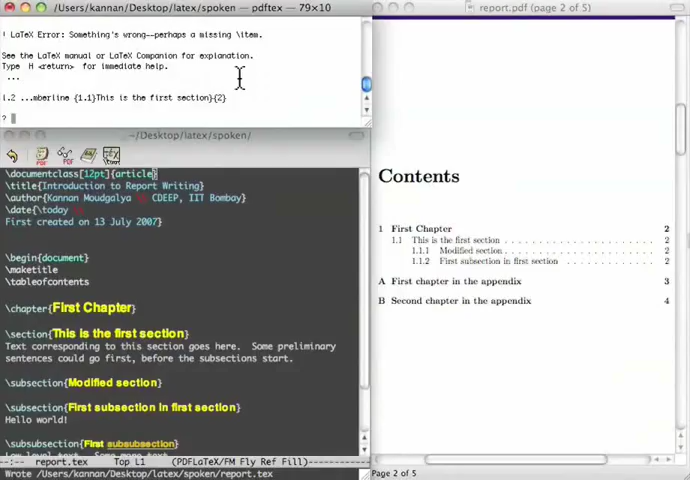 kannan@/Users/kannan/Desktop/latex/spoken — pdftex — 79×10
! LaTeX Error: Something's wrong--perhaps a missing \item.
See the LaTeX manual or LaTeX Companion for explanation.
Type  H <return>  for immediate help.
...
l.2 ...mberline {1.1}This is the first section}{2}
?
~/Desktop/latex/spoken/
\documentclass[12pt]{article}
\title{Introduction to Report Writing}
\author{Kannan Moudgalya \\ CDEEP, IIT Bombay}
\date{\today \\
First created on 13 July 2007}
\begin{document}
\maketitle
\tableofcontents
\chapter{First Chapter}
\section{This is the first section}
Text corresponding to this section goes here.  Some preliminary
sentences could go first, before the subsections start.
\subsection{Modified section}
\subsection{First subsection in first section}
Hello world!
\subsubsection{First subsubsection}
Low level text.  Some more text.
--:-- report.tex Top L1 (PDFLaTeX/FM Fly Ref Fill)
Wrote /Users/kannan/Desktop/latex/spoken/report.tex
report.pdf (page 2 of 5)
Contents
1 First Chapter 2
1.1 This is the first section . . . . . . . . . . . . . . . . . . . . 2
1.1.1 Modified section . . . . . . . . . . . . . . . . . . . . 2
1.1.2 First subsection in first section . . . . . . . . . . . . 2
A First chapter in the appendix 3
B Second chapter in the appendix 4
Page 2 of 5